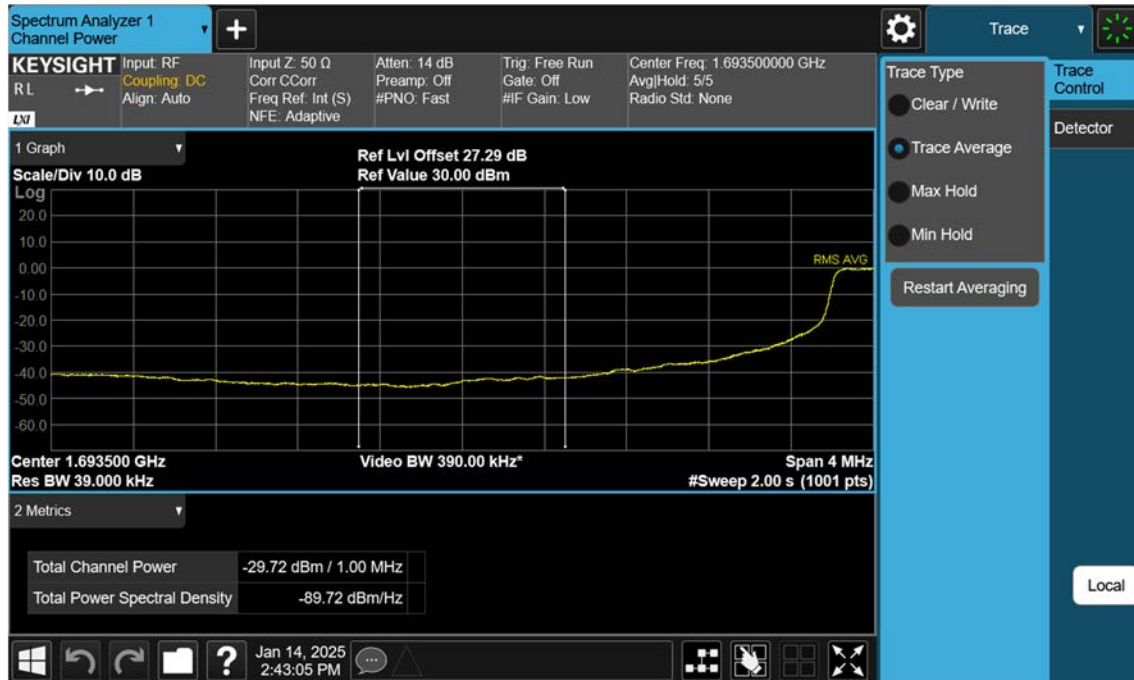 Spectrum Analyzer 1
Channel Power
+
Trace
KEYSIGHT
R L
LXI
Input: RF
Coupling: DC
Align: Auto
Input Z: 50 Ω
Corr CCorr
Freq Ref: Int (S)
NFE: Adaptive
Atten: 14 dB
Preamp: Off
#PNO: Fast
Trig: Free Run
Gate: Off
#IF Gain: Low
Center Freq: 1.693500000 GHz
Avg|Hold: 5/5
Radio Std: None
Trace Type
Clear / Write
Trace Average
Max Hold
Min Hold
Restart Averaging
Trace
Control
Detector
1 Graph
Scale/Div 10.0 dB
Ref Lvl Offset 27.29 dB
Ref Value 30.00 dBm
Log
20.0
10.0
0.00
-10.0
-20.0
-30.0
-40.0
-50.0
-60.0
RMS AVG
Center 1.693500 GHz
Res BW 39.000 kHz
Video BW 390.00 kHz*
Span 4 MHz
#Sweep 2.00 s (1001 pts)
2 Metrics
Total Channel Power -29.72 dBm / 1.00 MHz
Total Power Spectral Density -89.72 dBm/Hz
Local
?
Jan 14, 2025
2:43:05 PM